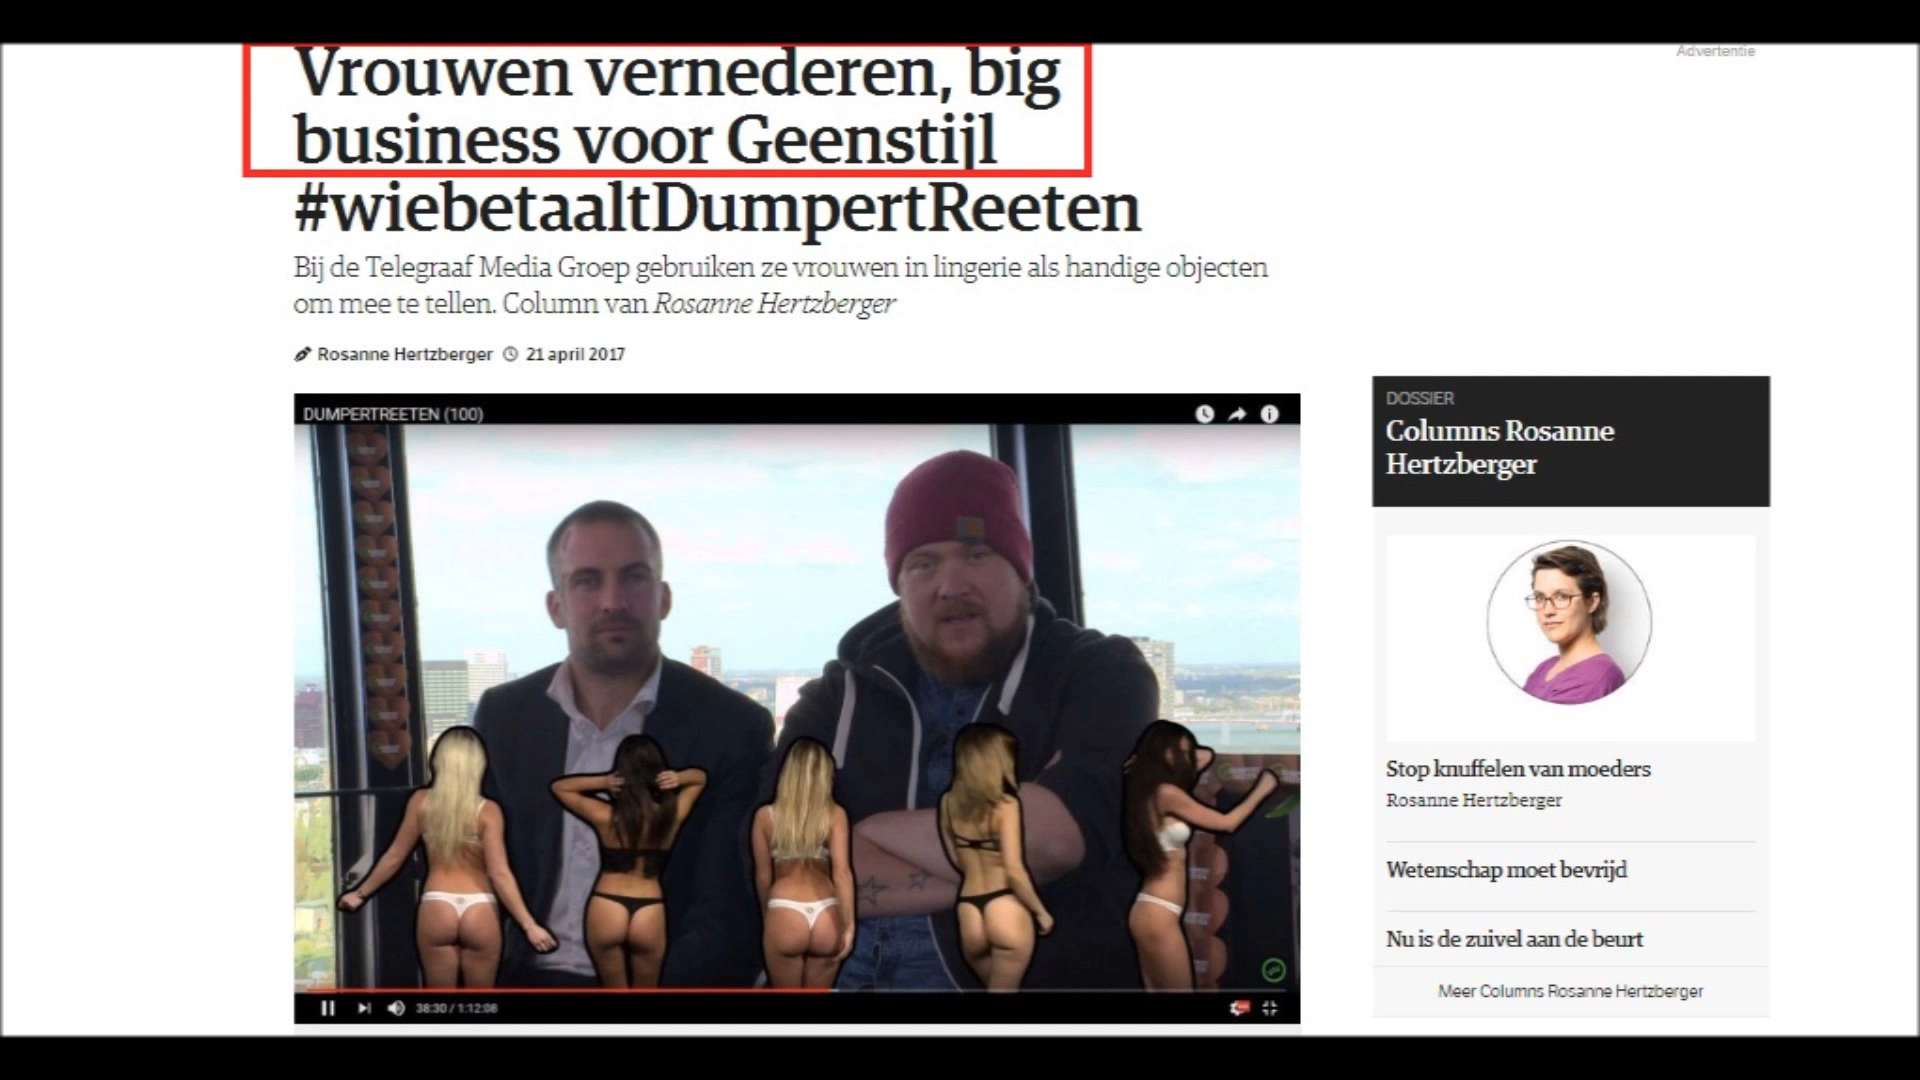 Advertentie
Vrouwen vernederen, big
business voor Geenstijl
#wiebetaaltDumpertReeten
Bij de Telegraaf Media Groep gebruiken ze vrouwen in lingerie als handige objecten
om mee te tellen. Column van Rosanne Hertzberger
Rosanne Hertzberger 21 april 2017
DUMPERTREETEN (100)
38:30 / 1:12:08
DOSSIER
Columns Rosanne
Hertzberger
Stop knuffelen van moeders
Rosanne Hertzberger
Wetenschap moet bevrijd
Nu is de zuivel aan de beurt
Meer Columns Rosanne Hertzberger